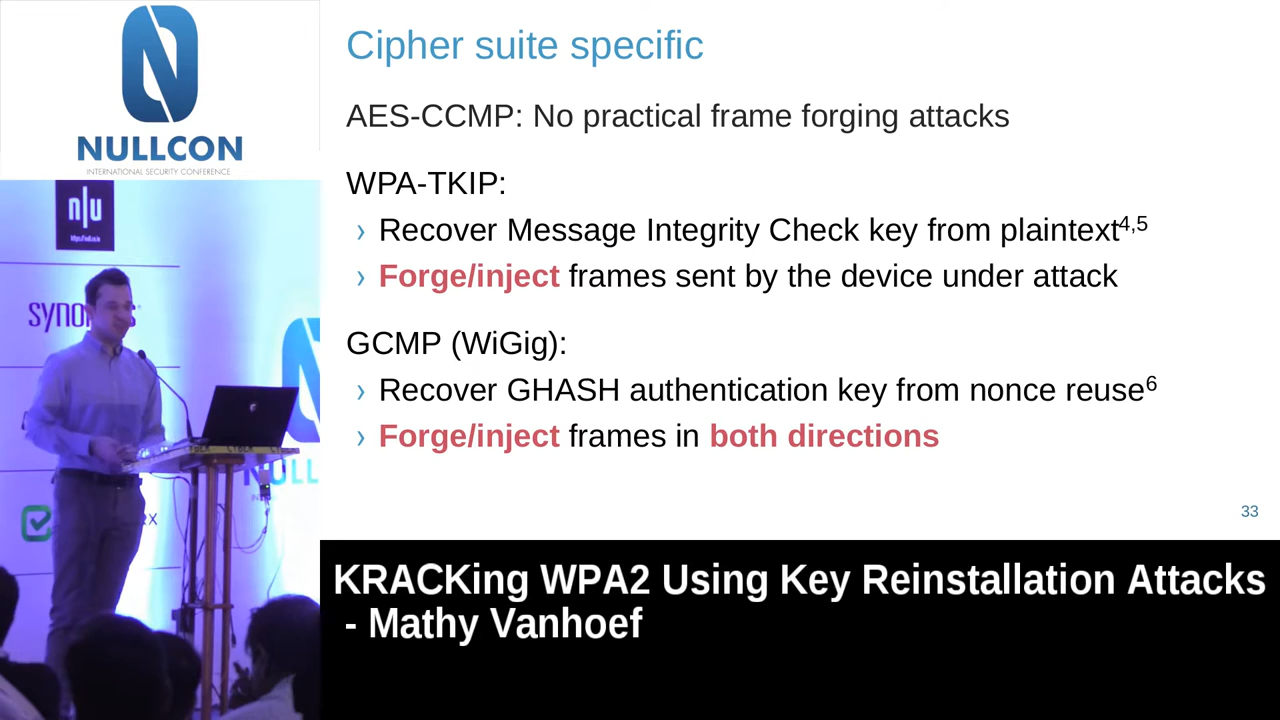 NULLCON
INTERNATIONAL SECURITY CONFERENCE
n|u
Cipher suite specific
AES-CCMP: No practical frame forging attacks
WPA-TKIP:
› Recover Message Integrity Check key from plaintext4,5
› Forge/inject frames sent by the device under attack
GCMP (WiGig):
› Recover GHASH authentication key from nonce reuse6
› Forge/inject frames in both directions
33
KRACKing WPA2 Using Key Reinstallation Attacks
- Mathy Vanhoef